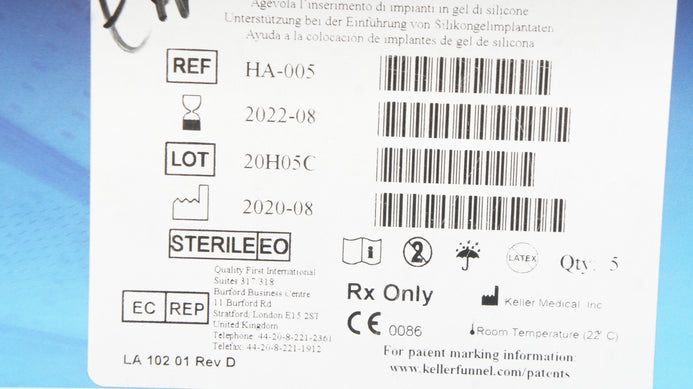 Agevola l'inserimento di impianti in gel di silicone
Unterstützung bei der Einführung von Silikongelimplantaten
Ayuda a la colocación de implantes de gel de silicona
REF HA-005
2022-08
LOT 20H05C
2020-08
STERILE EO
LATEX
Qty: 5
Quality First International
Suites 317/318
Burford Business Centre
11 Burford Rd
Stratford, London E15 2ST
United Kingdom
Telephone: 44-20-8-221-2361
Telefax: 44-20-8-221-1912
EC REP
Rx Only
Keller Medical, Inc
CE 0086
Room Temperature (22° C)
LA 102 01 Rev D
For patent marking information:
www.kellerfunnel.com/patents